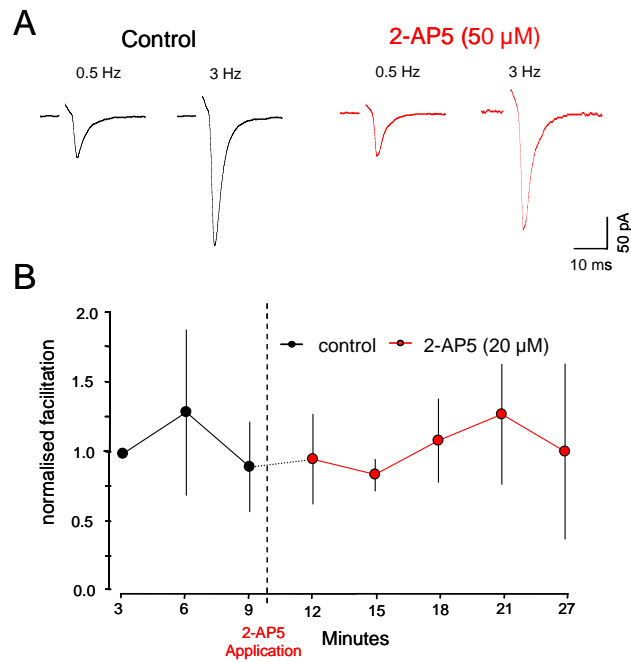 A
Control
2-AP5 (50 µM)
0.5 Hz
3 Hz
0.5 Hz
3 Hz
50 pA
10 ms
B
2.0
1.5
1.0
0.5
0.0
normalised facilitation
control
2-AP5 (20 µM)
3
6
9
12
15
18
21
27
2-AP5
Application
Minutes